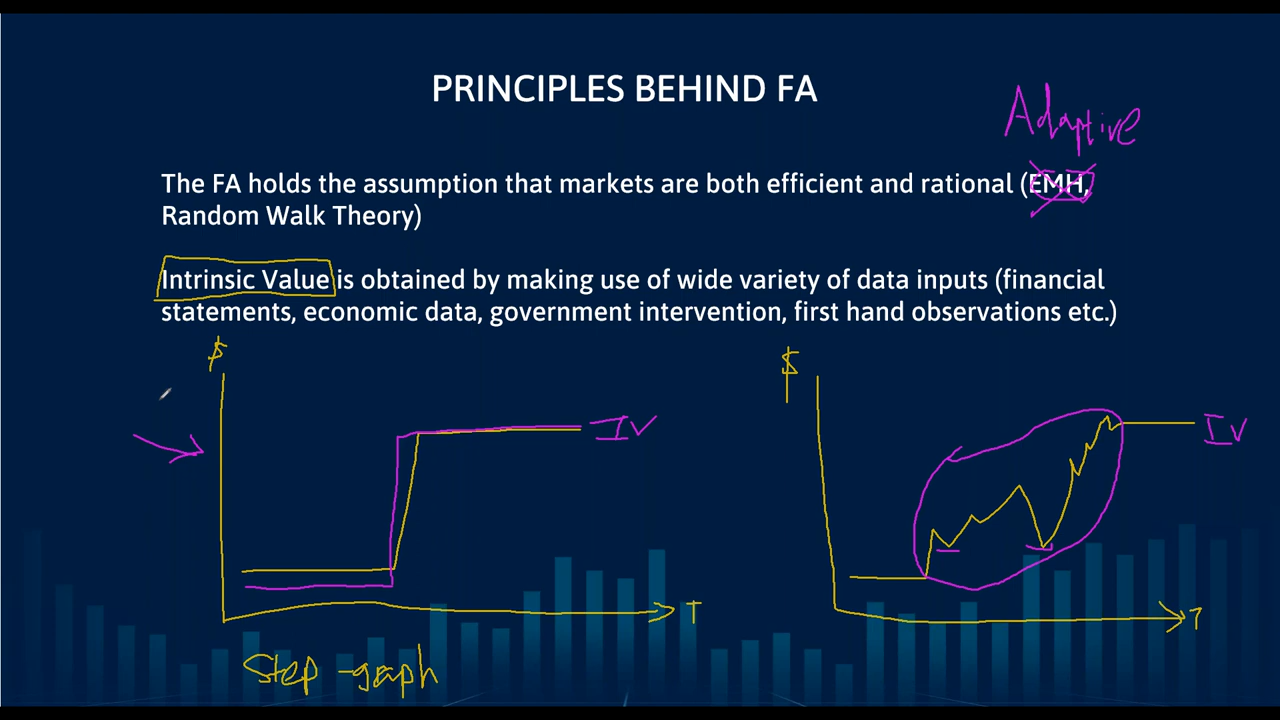 PRINCIPLES BEHIND FA
Adaptive
The FA holds the assumption that markets are both efficient and rational (EMH,
Random Walk Theory)
Intrinsic Value is obtained by making use of wide variety of data inputs (financial
statements, economic data, government intervention, first hand observations etc.)
$
$
IV
IV
T
T
Step-graph